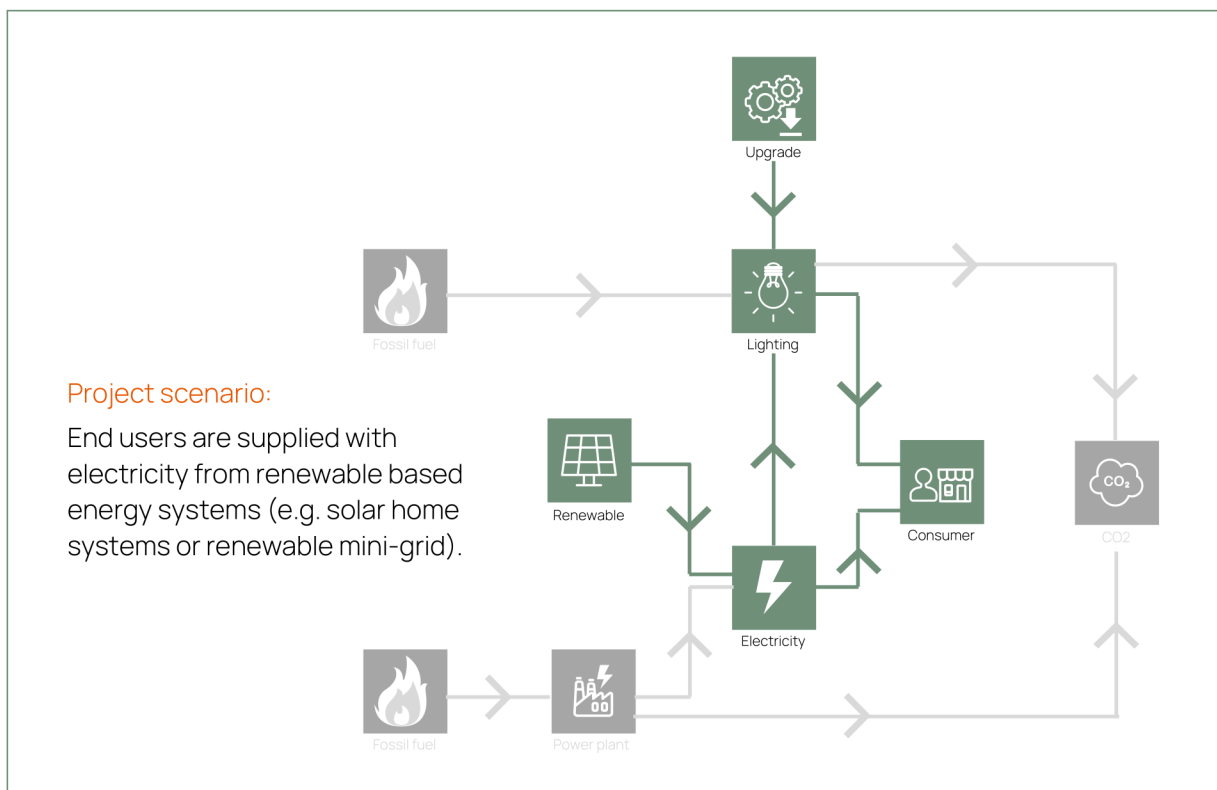 Upgrade
Fossil fuel
Lighting
Project scenario:
End users are supplied with
electricity from renewable based
energy systems (e.g. solar home
systems or renewable mini-grid).
Renewable
Consumer
CO₂
CO2
Electricity
Fossil fuel
Power plant